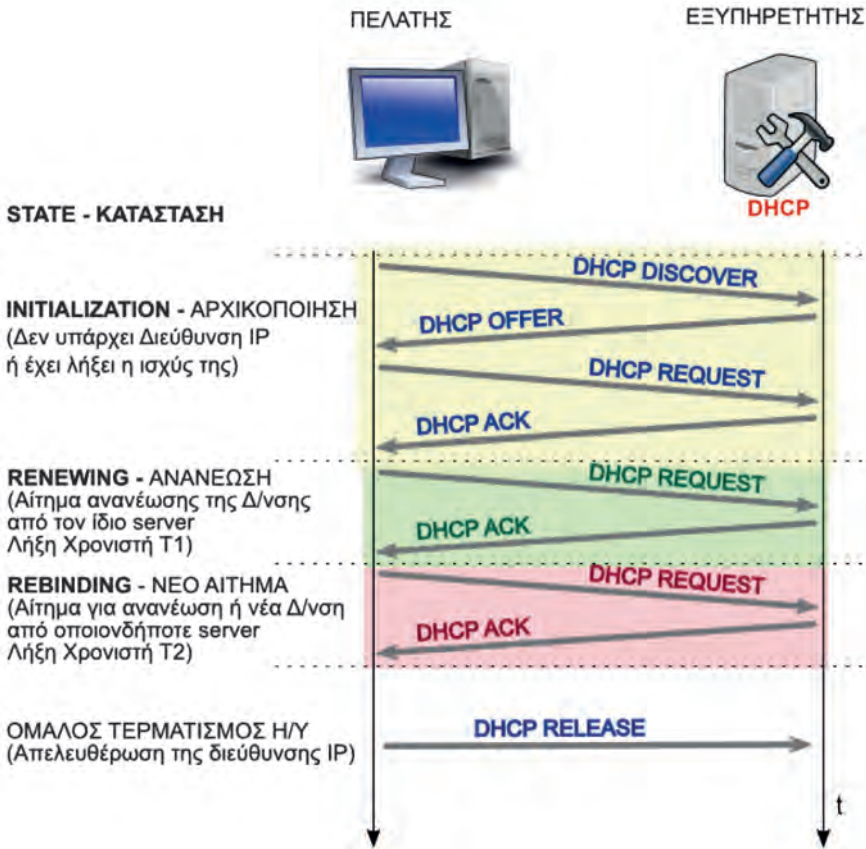 ΠΕΛΑΤΗΣ
ΕΞΥΠΗΡΕΤΗΤΗΣ
DHCP
STATE - ΚΑΤΑΣΤΑΣΗ
DHCP DISCOVER
INITIALIZATION - ΑΡΧΙΚΟΠΟΙΗΣΗ
(Δεν υπάρχει Διεύθυνση IP
ή έχει λήξει η ισχύς της)
DHCP OFFER
DHCP REQUEST
DHCP ACK
RENEWING - ΑΝΑΝΕΩΣΗ
(Αίτημα ανανέωσης της Δ/νσης
από τον ίδιο server
Λήξη Χρονιστή T1)
DHCP REQUEST
DHCP ACK
REBINDING - ΝΕΟ ΑΙΤΗΜΑ
(Αίτημα για ανανέωση ή νέα Δ/νση
από οποιονδήποτε server
Λήξη Χρονιστή T2)
DHCP REQUEST
DHCP ACK
ΟΜΑΛΟΣ ΤΕΡΜΑΤΙΣΜΟΣ Η/Υ
(Απελευθέρωση της διεύθυνσης IP)
DHCP RELEASE
t